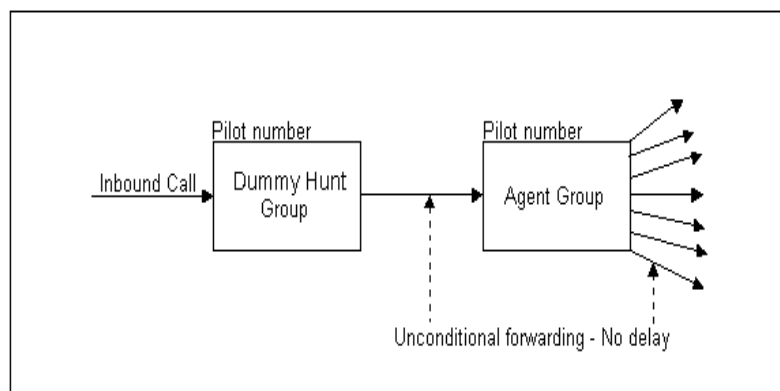 Pilot number
Pilot number
Inbound Call
Dummy Hunt
Group
Agent Group
Unconditional forwarding - No delay